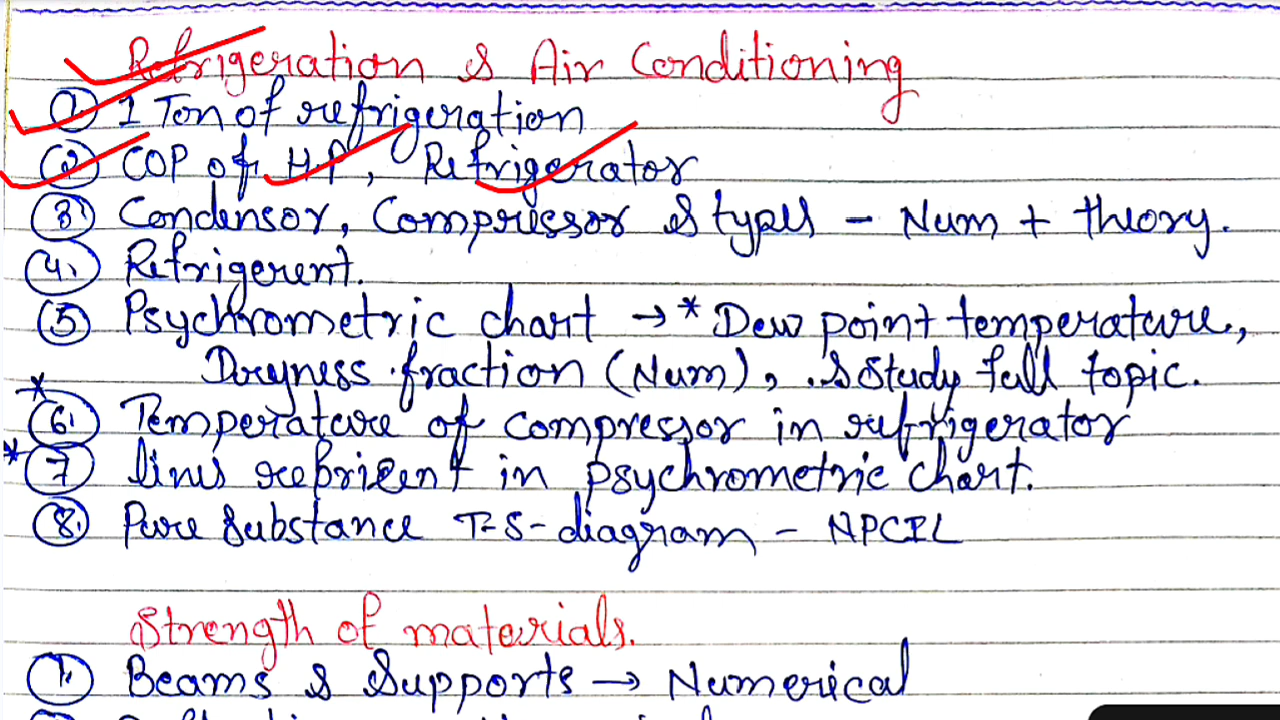 Refrigeration & Air Conditioning
① 1 Ton of refrigeration
② COP of HP, Refrigerator
③ Condensor, Compressor & types - Num + theory.
④ Refrigerent.
⑤ Psychrometric chart → * Dew point temperature,
Dryness fraction (Num), & Study full topic.
* ⑥ Temperature of compressor in refrigerator
* ⑦ lines reprisent in psychrometric chart.
⑧ Pure Substance T-S-diagram - NPCIL
Strength of materials.
① Beams & Supports → Numerical